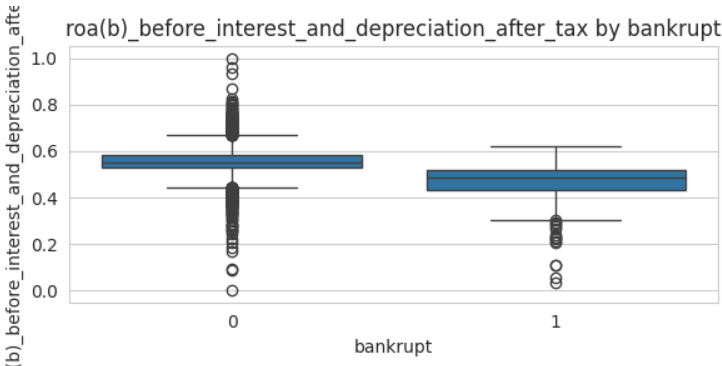 roa(b)_before_interest_and_depreciation_after_tax by bankrupt
(b)_before_interest_and_depreciation_afte
1.0
0.8
0.6
0.4
0.2
0.0
0
1
bankrupt